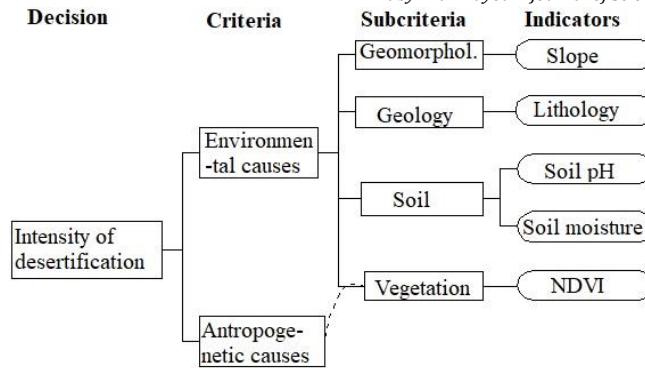 Decision
Criteria
Subcriteria
Indicators
Geomorphol.
Slope
Geology
Lithology
Environmen
-tal causes
Soil pH
Soil
Soil moisture
Intensity of
desertification
Vegetation
NDVI
Antropoge-
netic causes